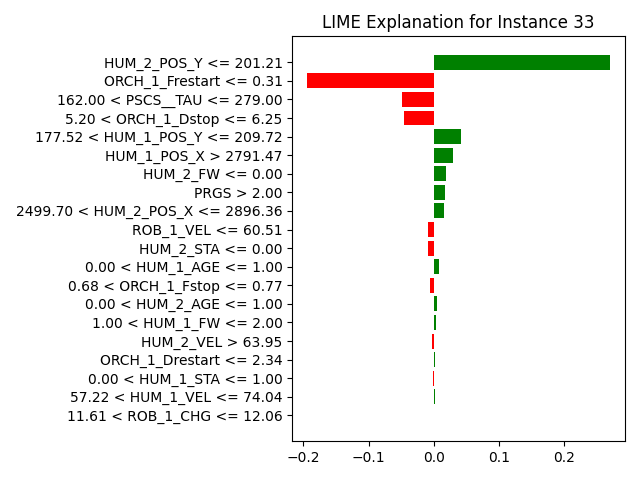 LIME Explanation for Instance 33
HUM_2_POS_Y <= 201.21
ORCH_1_Frestart <= 0.31
162.00 < PSCS__TAU <= 279.00
5.20 < ORCH_1_Dstop <= 6.25
177.52 < HUM_1_POS_Y <= 209.72
HUM_1_POS_X > 2791.47
HUM_2_FW <= 0.00
PRGS > 2.00
2499.70 < HUM_2_POS_X <= 2896.36
ROB_1_VEL <= 60.51
HUM_2_STA <= 0.00
0.00 < HUM_1_AGE <= 1.00
0.68 < ORCH_1_Fstop <= 0.77
0.00 < HUM_2_AGE <= 1.00
1.00 < HUM_1_FW <= 2.00
HUM_2_VEL > 63.95
ORCH_1_Drestart <= 2.34
0.00 < HUM_1_STA <= 1.00
57.22 < HUM_1_VEL <= 74.04
11.61 < ROB_1_CHG <= 12.06
−0.2 −0.1 0.0 0.1 0.2